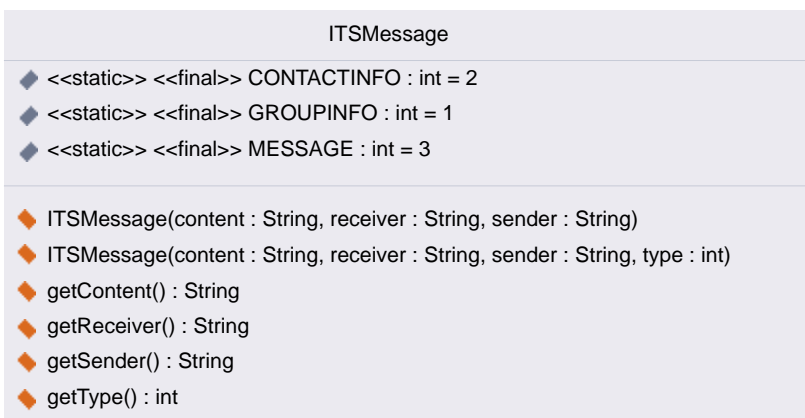 ITSMessage
<<static>> <<final>> CONTACTINFO : int = 2
<<static>> <<final>> GROUPINFO : int = 1
<<static>> <<final>> MESSAGE : int = 3
ITSMessage(content : String, receiver : String, sender : String)
ITSMessage(content : String, receiver : String, sender : String, type : int)
getContent() : String
getReceiver() : String
getSender() : String
getType() : int